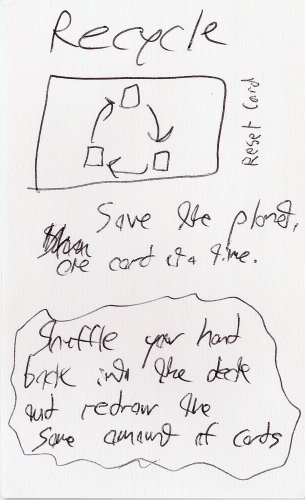 Recycle
Reset Card
Save the planet,
one card at a time.
Shuffle your hand
back into the deck
and redraw the
same amount of cards